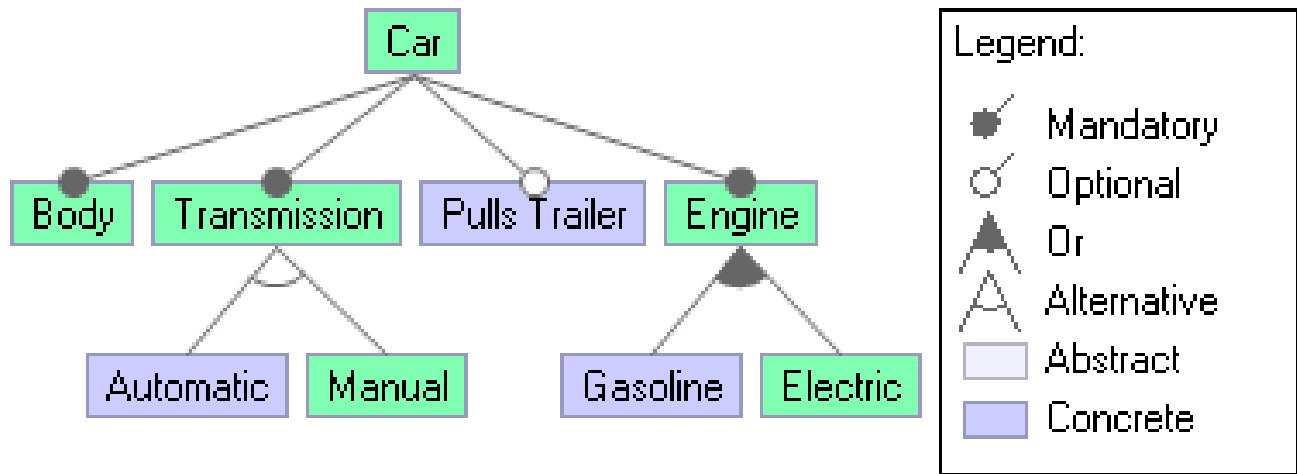 Car
Body
Transmission
Pulls Trailer
Engine
Automatic
Manual
Gasoline
Electric
Legend:
Mandatory
Optional
Or
Alternative
Abstract
Concrete